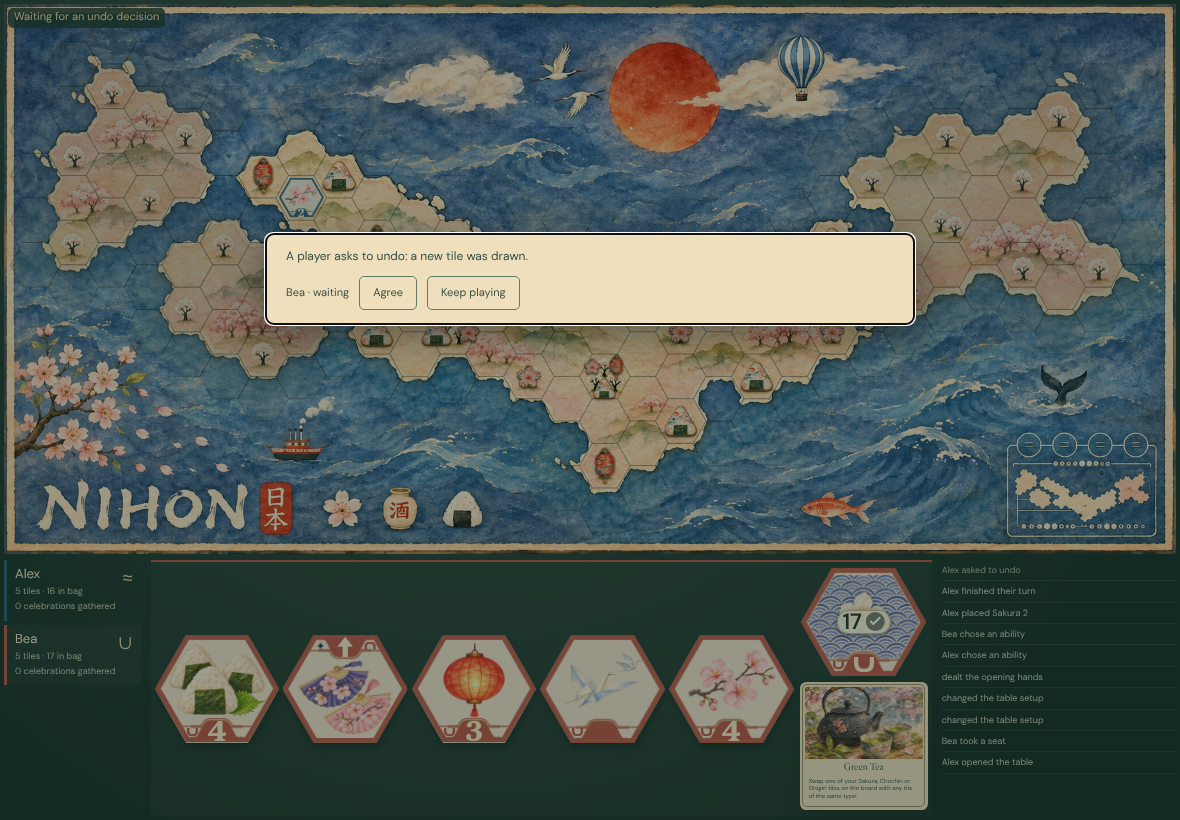 Waiting for an undo decision
2
A player asks to undo: a new tile was drawn.
Bea · waiting
Agree
Keep playing
NIHON
日本
酒
Alex
5 tiles · 16 in bag
0 celebrations gathered
Bea
5 tiles · 17 in bag
0 celebrations gathered
4
3
4
17
Green Tea
Swap one of your Sakura, Chochin or
Onigiri tiles on the board with any tile
of the same type.
Alex asked to undo
Alex finished their turn
Alex placed Sakura 2
Bea chose an ability
Alex chose an ability
dealt the opening hands
changed the table setup
changed the table setup
Bea took a seat
Alex opened the table